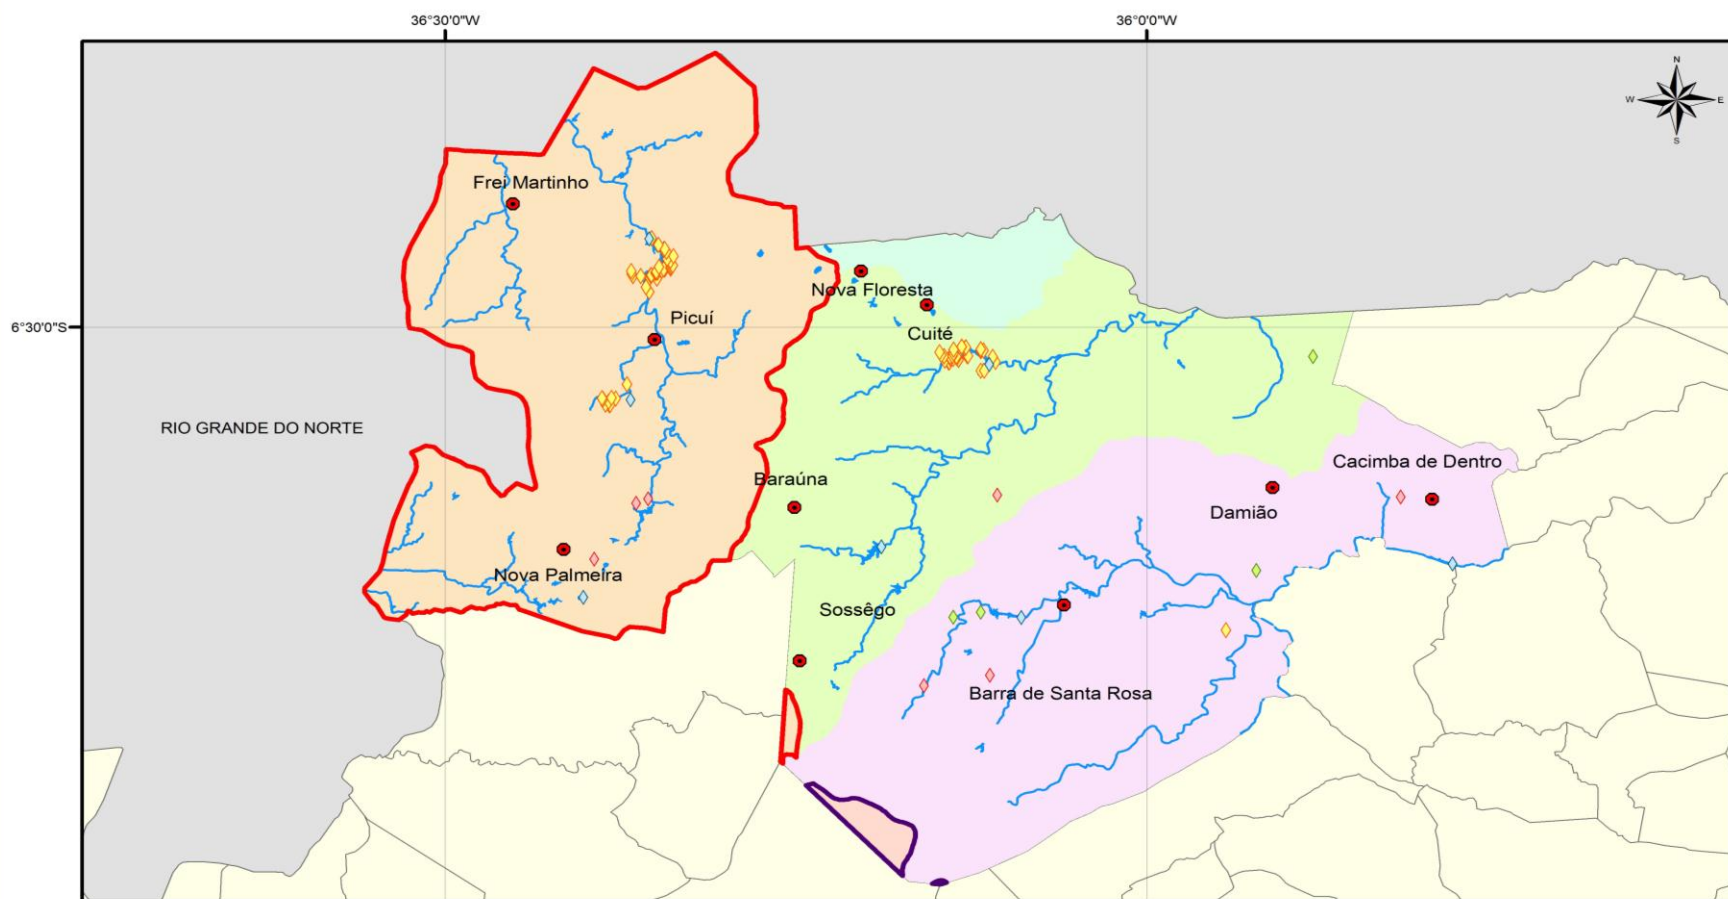 36°30'0"W
36°0'0"W
N
W
E
S
Frei Martinho
Nova Floresta
Picuí
6°30'0"S
Cuité
RIO GRANDE DO NORTE
Cacimba de Dentro
Baraúna
Damião
Nova Palmeira
Sossêgo
Barra de Santa Rosa